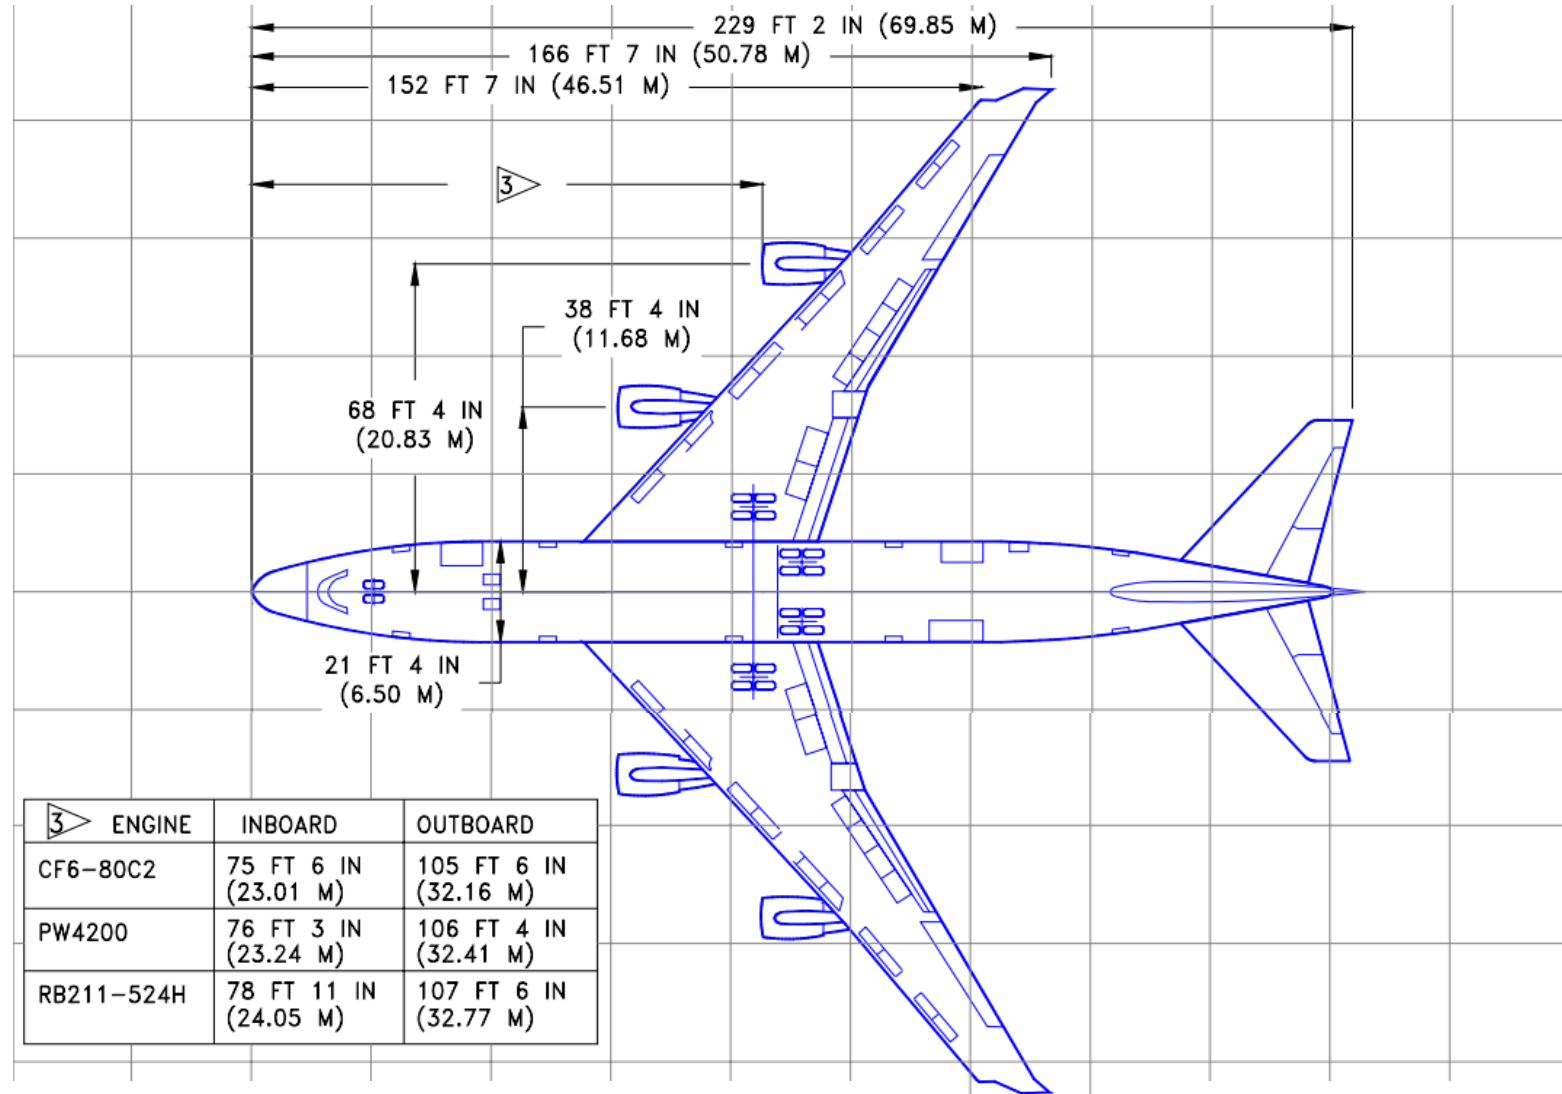 229 FT 2 IN (69.85 M)
166 FT 7 IN (50.78 M)
152 FT 7 IN (46.51 M)
3
38 FT 4 IN
(11.68 M)
68 FT 4 IN
(20.83 M)
21 FT 4 IN
(6.50 M)
3 ENGINE INBOARD OUTBOARD
CF6-80C2 75 FT 6 IN 105 FT 6 IN
(23.01 M) (32.16 M)
PW4200 76 FT 3 IN 106 FT 4 IN
(23.24 M) (32.41 M)
RB211-524H 78 FT 11 IN 107 FT 6 IN
(24.05 M) (32.77 M)